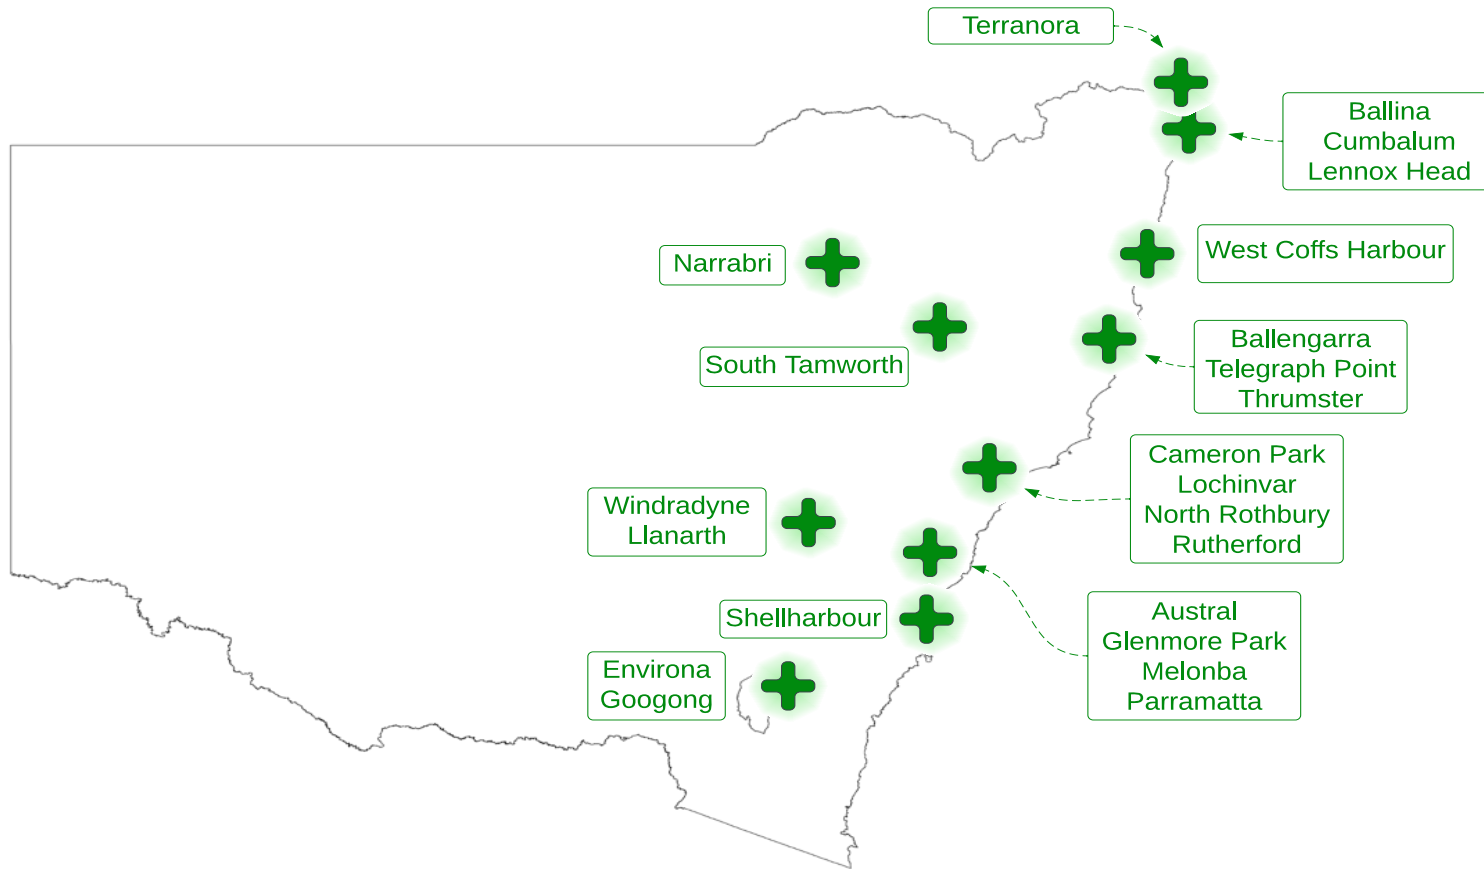 Terranora
Ballina
Cumbalum
Lennox Head
West Coffs Harbour
Narrabri
South Tamworth
Ballengarra
Telegraph Point
Thrumster
Cameron Park
Lochinvar
North Rothbury
Rutherford
Windradyne
Llanarth
Shellharbour
Austral
Glenmore Park
Melonba
Parramatta
Environa
Googong